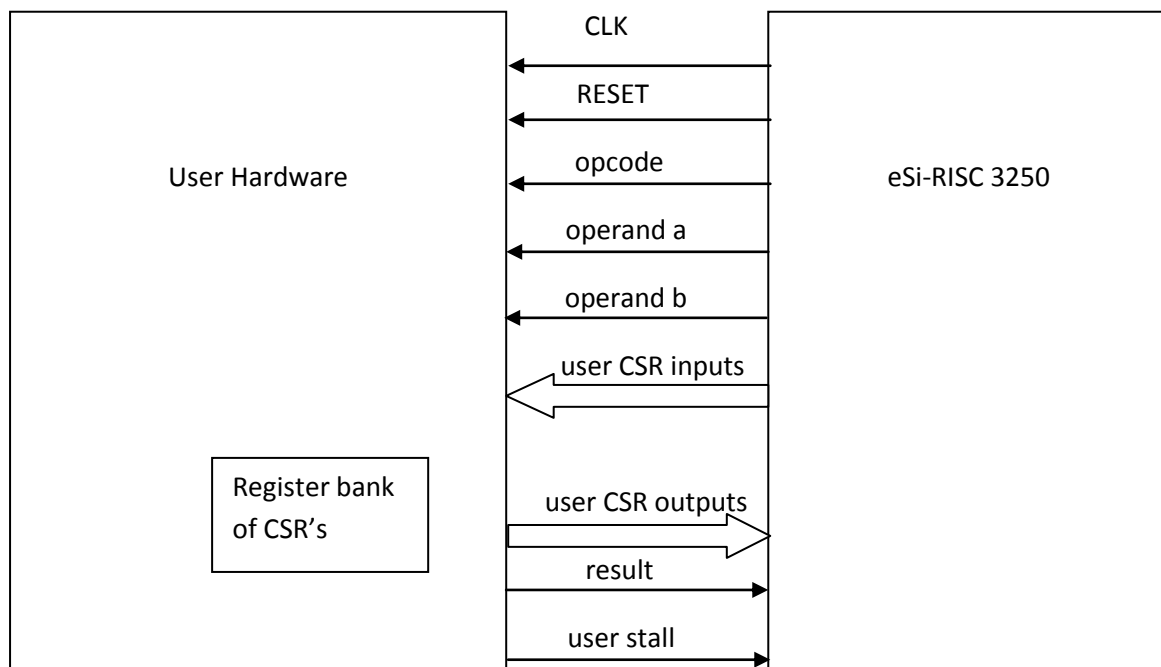 CLK
RESET
opcode
User Hardware
eSi-RISC 3250
operand a
operand b
user CSR inputs
Register bank
of CSR’s
user CSR outputs
result
user stall